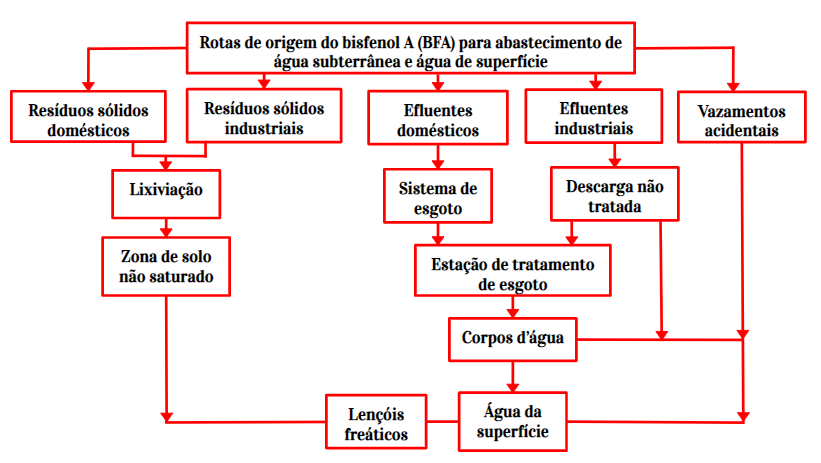 Rotas de origem do bisfenol A (BFA) para abastecimento de
água subterrânea e água de superfície
Resíduos sólidos
domésticos
Resíduos sólidos
industriais
Efluentes
domésticos
Efluentes
industriais
Vazamentos
acidentais
Lixiviação
Sistema de
esgoto
Descarga não
tratada
Zona de solo
não saturado
Estação de tratamento
de esgoto
Corpos d’água
Lençóis
freáticos
Água da
superfície